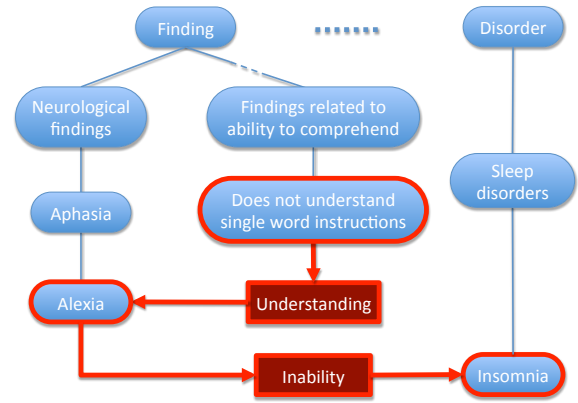 Finding
Disorder
Neurological
findings
Findings related to
ability to comprehend
Sleep
disorders
Does not understand
single word instructions
Aphasia
Alexia
Understanding
Inability
Insomnia